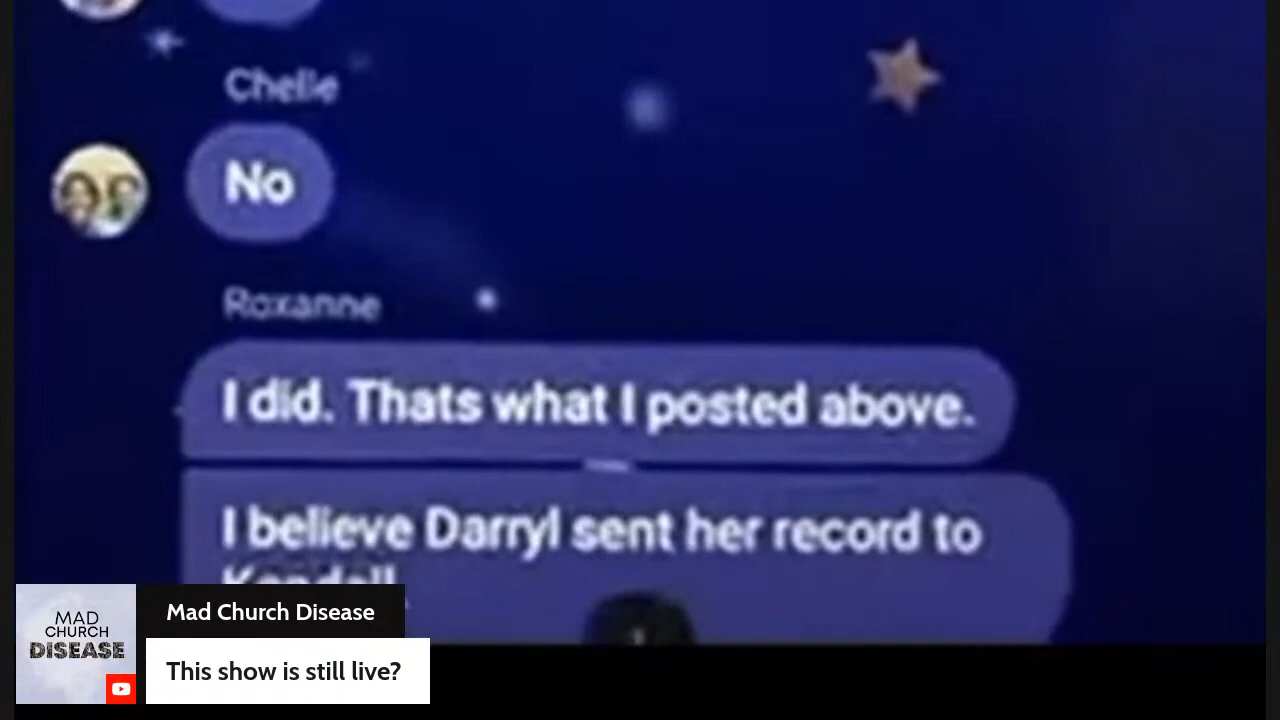 Chelle
No
Roxanne
I did. Thats what I posted above.
I believe Darryl sent her record to
Kendall.
MAD
CHURCH
DISEASE
Mad Church Disease
This show is still live?